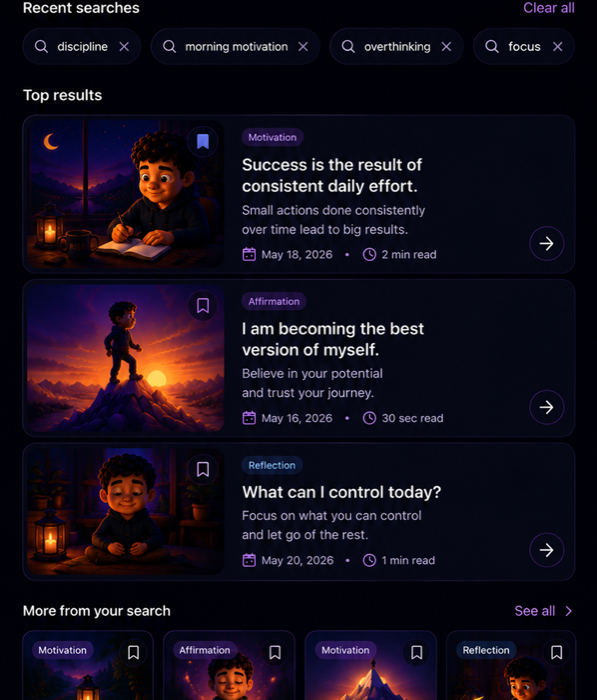 Recent searches
Clear all
discipline
morning motivation
overthinking
focus
Top results
Motivation
Success is the result of
consistent daily effort.
Small actions done consistently
over time lead to big results.
May 18, 2026 • 2 min read
Affirmation
I am becoming the best
version of myself.
Believe in your potential
and trust your journey.
May 16, 2026 • 30 sec read
Reflection
What can I control today?
Focus on what you can control
and let go of the rest.
May 20, 2026 • 1 min read
More from your search
See all
Motivation
Affirmation
Motivation
Reflection